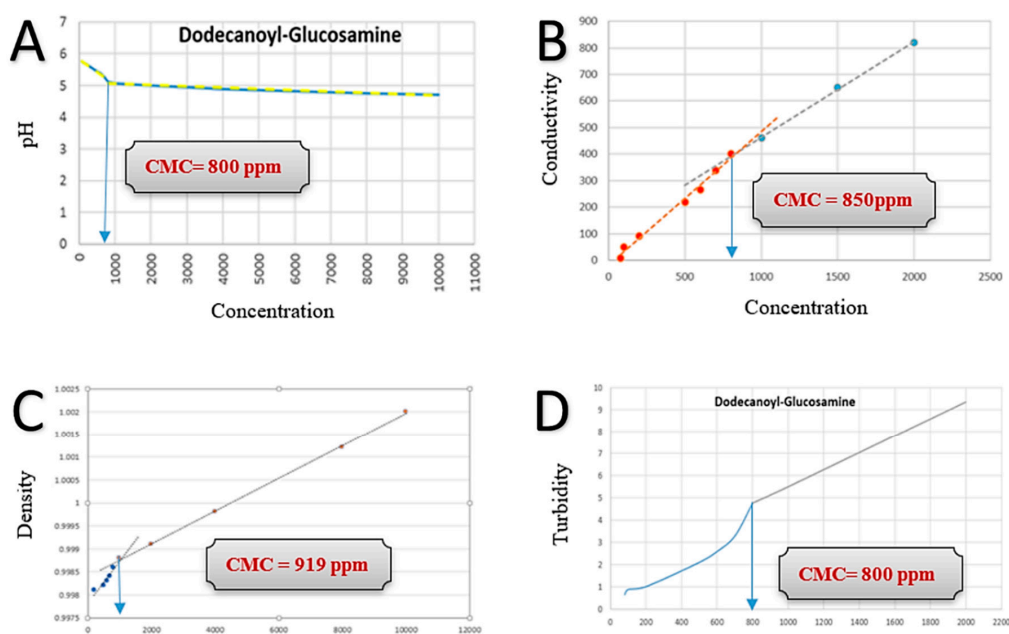 A
Dodecanoyl-Glucosamine
7
6
5
4
3
2
1
0
pH
CMC= 800 ppm
0
1000
2000
3000
4000
5000
6000
7000
8000
9000
10000
11000
Concentration
B
900
800
700
600
500
400
300
200
100
0
Conductivity
CMC = 850ppm
500 1000 1500 2000 2500
Concentration
C
1.0025
1.002
1.0015
1.001
1.0005
1
0.9995
0.999
0.9985
0.998
0.9975
Density
CMC = 919 ppm
0 2000 4000 6000 8000 10000 12000
D
Dodecanoyl-Glucosamine
10
9
8
7
6
5
4
3
2
1
0
Turbidity
CMC= 800 ppm
0 200 400 600 800 1000 1200 1400 1600 1800 2000 2200